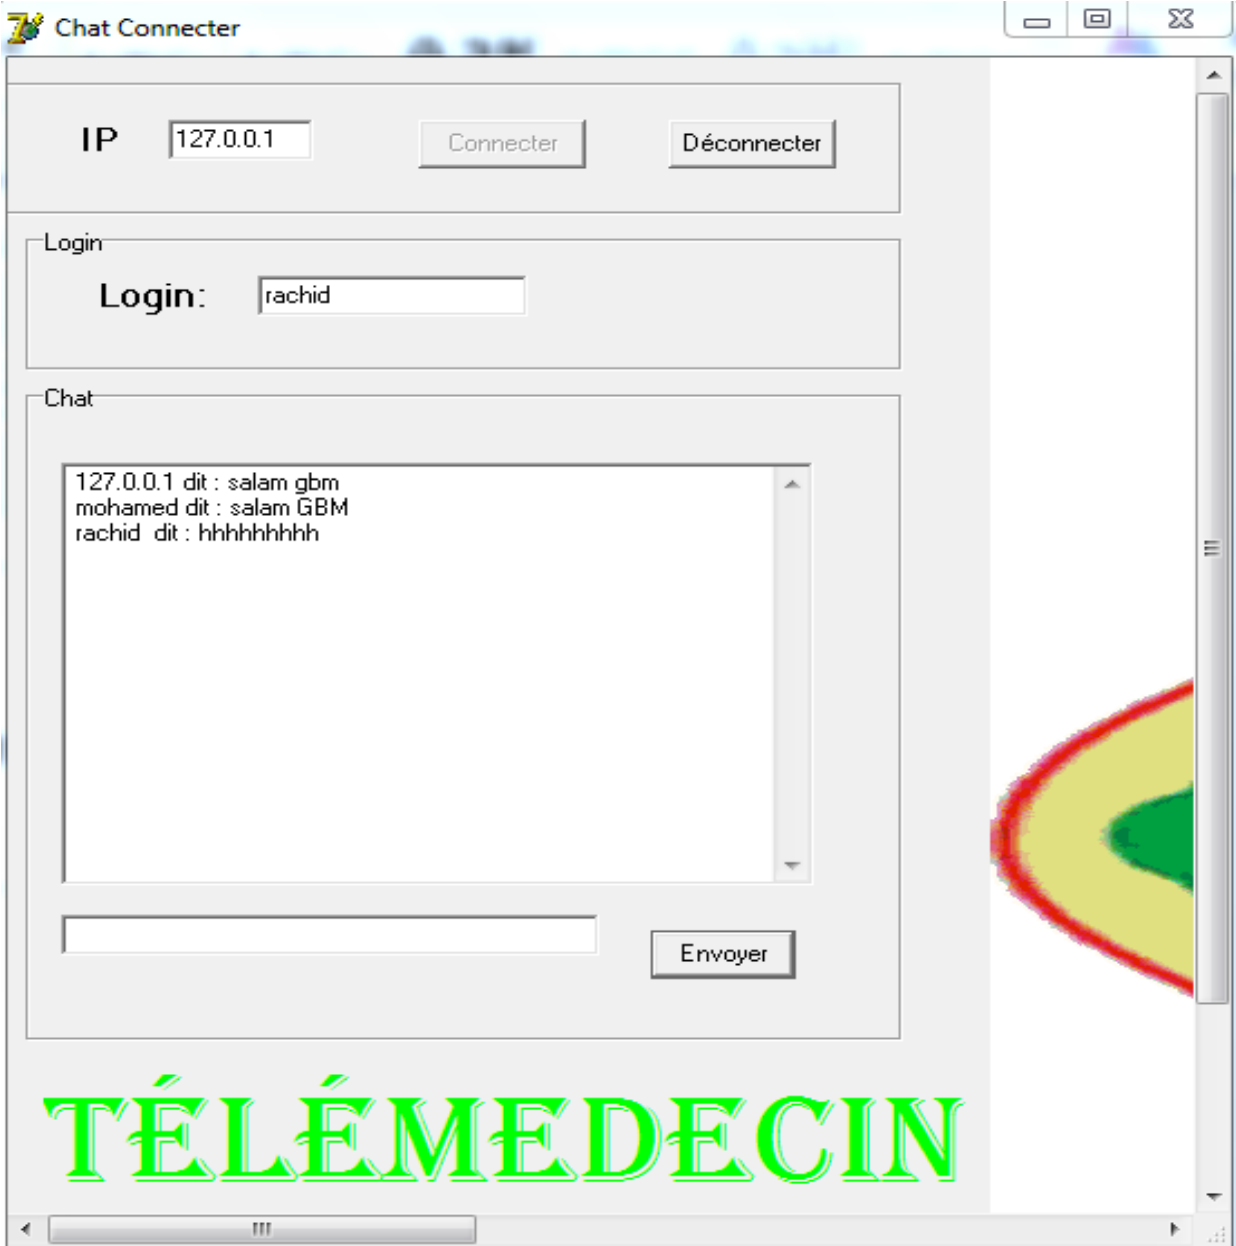 Chat Connecter
IP 127.0.0.1 Connecter Déconnecter
Login
Login: rachid
Chat
127.0.0.1 dit : salam gbm
mohamed dit : salam GBM
rachid  dit : hhhhhhhhh
Envoyer
TÉLÉMEDECIN